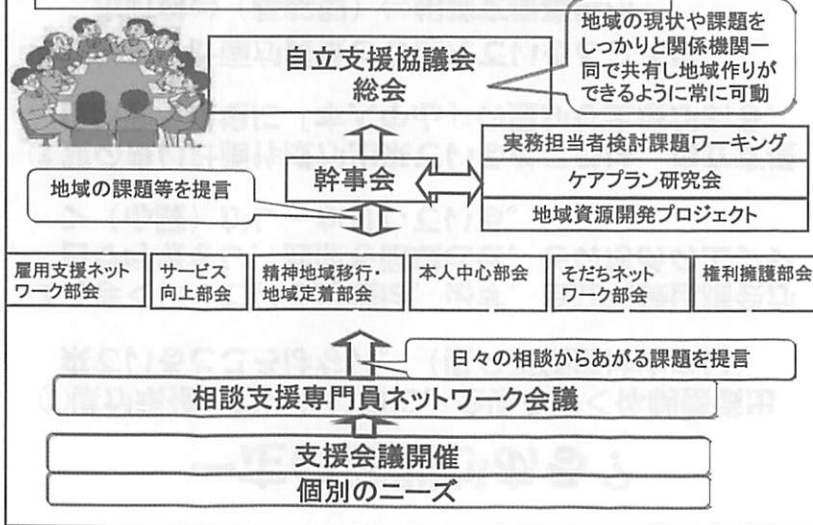 地域の現状や課題を
しっかりと関係機関一
同で共有し地域作りが
できるように常に可動
自立支援協議会
総会
実務担当者検討課題ワーキング
ケアプラン研究会
地域資源開発プロジェクト
幹事会
地域の課題等を提言
雇用支援ネット
ワーク部会
サービス
向上部会
精神地域移行・
地域定着部会
本人中心部会
そだちネット
ワーク部会
権利擁護部会
日々の相談からあがる課題を提言
相談支援専門員ネットワーク会議
支援会議開催
個別のニーズ